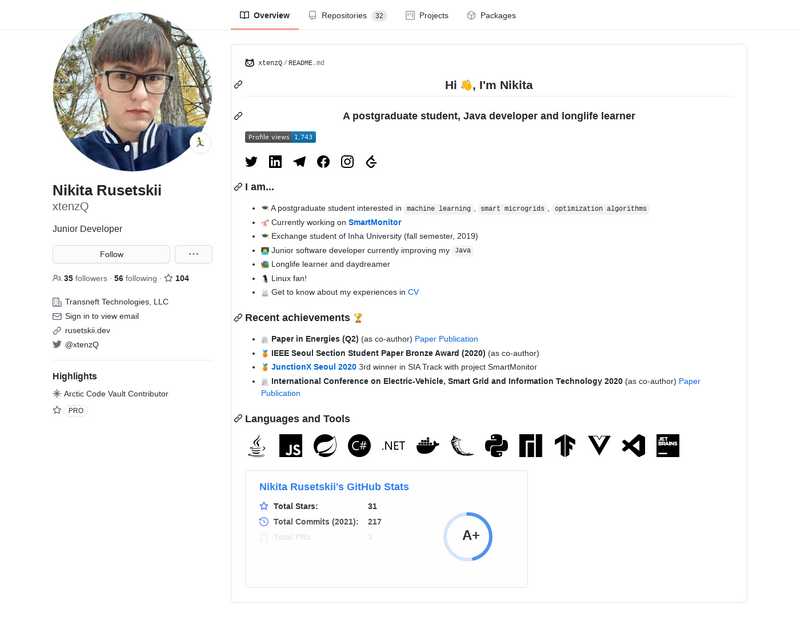 Overview
Repositories 32
Projects
Packages
Nikita Rusetskii
xtenzQ
Junior Developer
Follow
35 followers · 56 following · 104
Transneft Technologies, LLC
Sign in to view email
rusetskii.dev
@xtenzQ
Highlights
Arctic Code Vault Contributor
PRO
xtenzQ/README.md
Hi 👋, I'm Nikita
A postgraduate student, Java developer and longlife learner
Profile views 1,743
I am...
A postgraduate student interested in machine learning, smart microgrids, optimization algorithms
Currently working on SmartMonitor
Exchange student of Inha University (fall semester, 2019)
Junior software developer currently improving my Java
Longlife learner and daydreamer
Linux fan!
Get to know about my experiences in CV
Recent achievements 🏆
Paper in Energies (Q2) (as co-author) Paper Publication
IEEE Seoul Section Student Paper Bronze Award (2020) (as co-author)
JunctionX Seoul 2020 3rd winner in SIA Track with project SmartMonitor
International Conference on Electric-Vehicle, Smart Grid and Information Technology 2020 (as co-author) Paper
Publication
Languages and Tools
Java JS C# .NET JET BRAINS
Nikita Rusetskii's GitHub Stats
Total Stars: 31
Total Commits (2021): 217
Total PRs:
A+